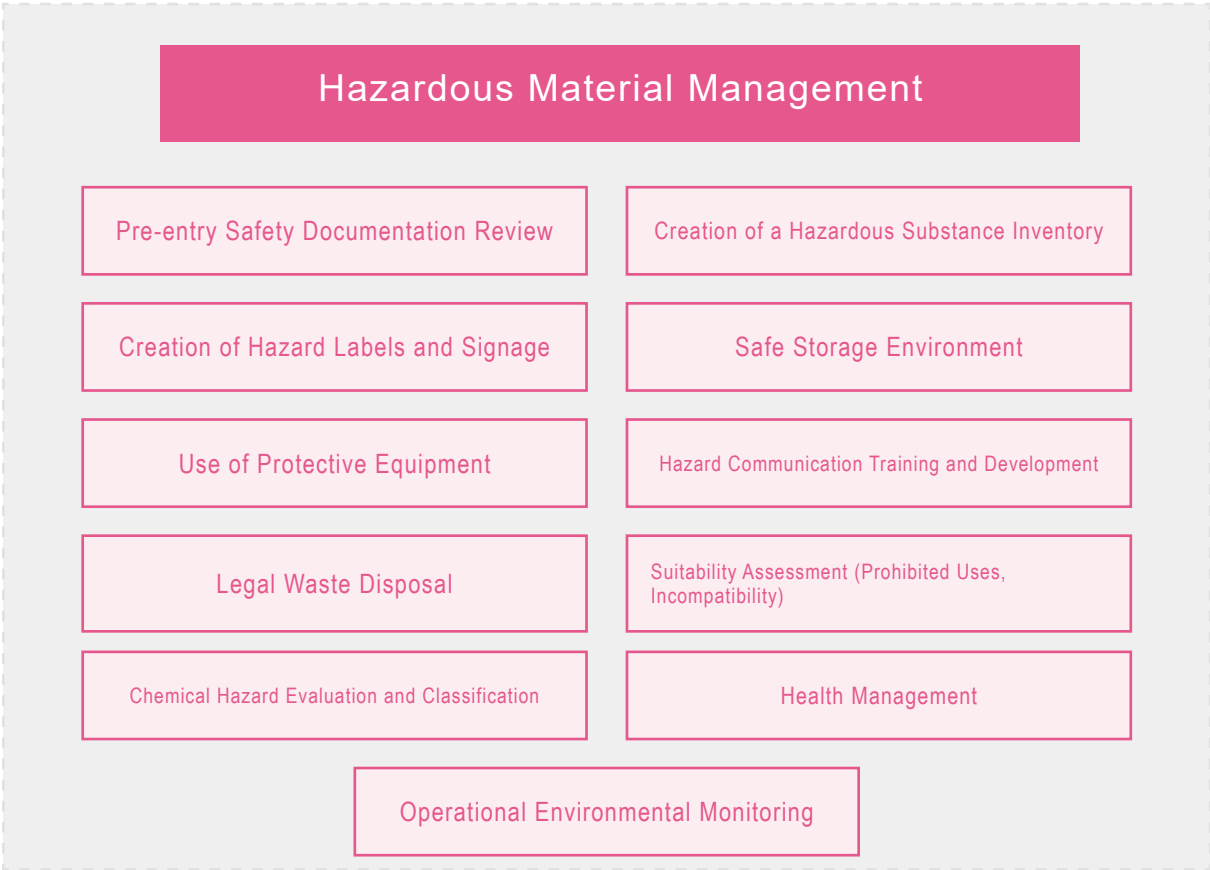 Hazardous Material Management
Pre-entry Safety Documentation Review
Creation of a Hazardous Substance Inventory
Creation of Hazard Labels and Signage
Safe Storage Environment
Use of Protective Equipment
Hazard Communication Training and Development
Legal Waste Disposal
Suitability Assessment (Prohibited Uses,
Incompatibility)
Chemical Hazard Evaluation and Classification
Health Management
Operational Environmental Monitoring